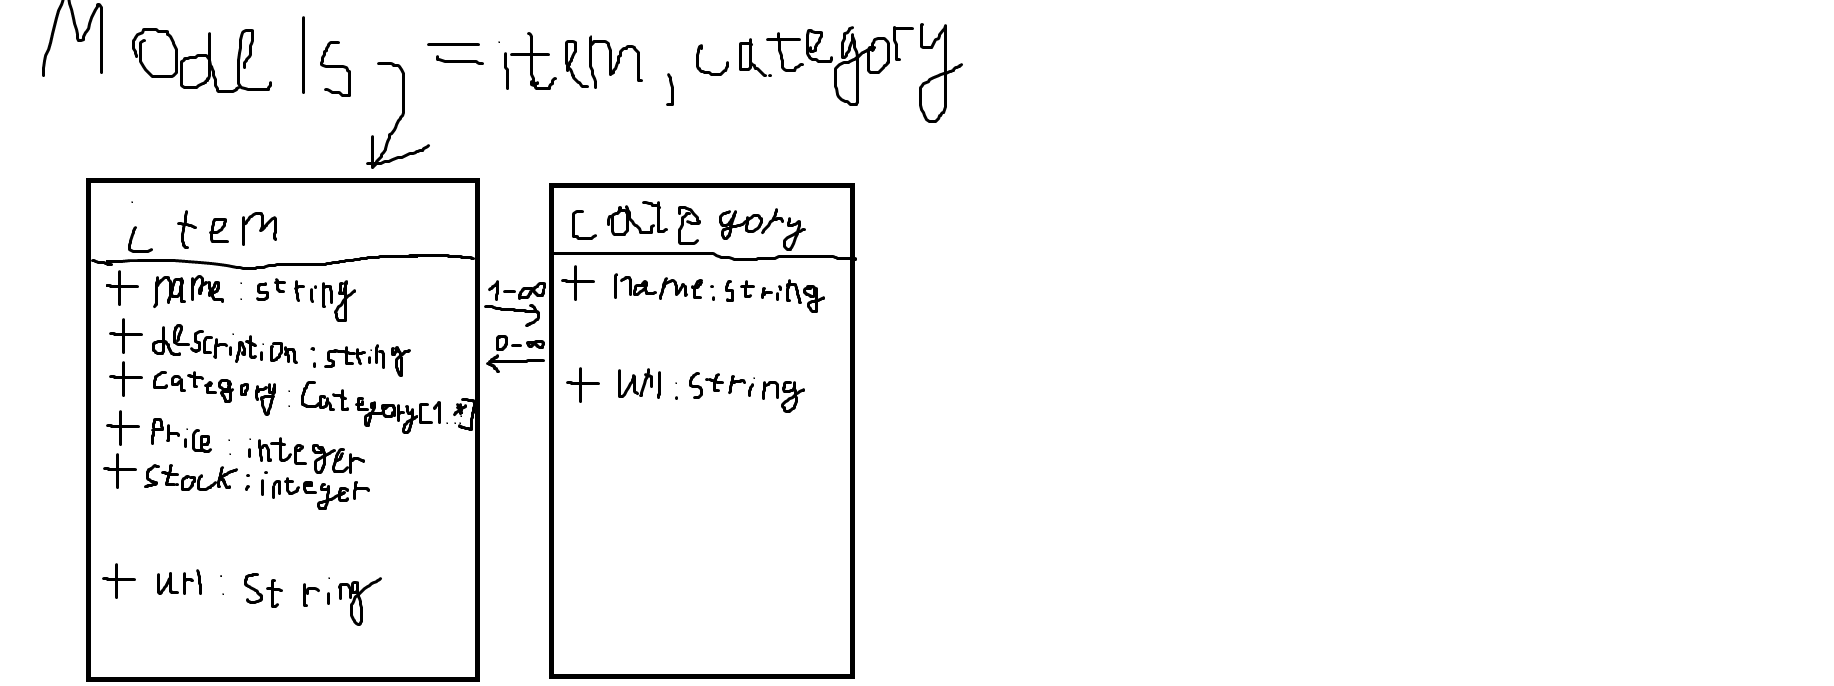 Models, = item, category
item
+ name : string
+ description : string
+ category : Category[1..*]
+ Price : integer
+ stock : integer
+ url : String
1-∞
0-∞
category
+ name : string
+ url : string